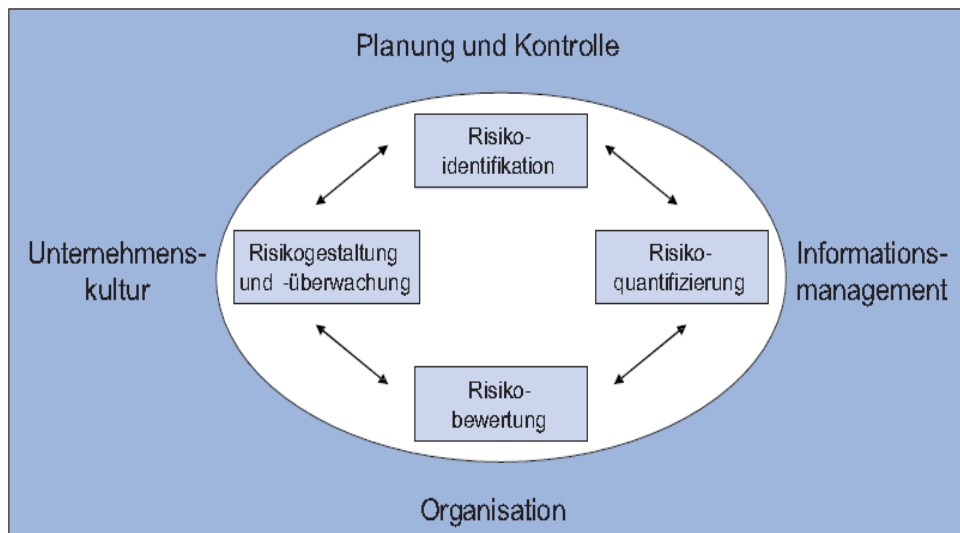 Planung und Kontrolle
Risiko-
identifikation
Unternehmens-
kultur
Risikogestaltung
und -überwachung
Risiko-
quantifizierung
Informations-
management
Risiko-
bewertung
Organisation